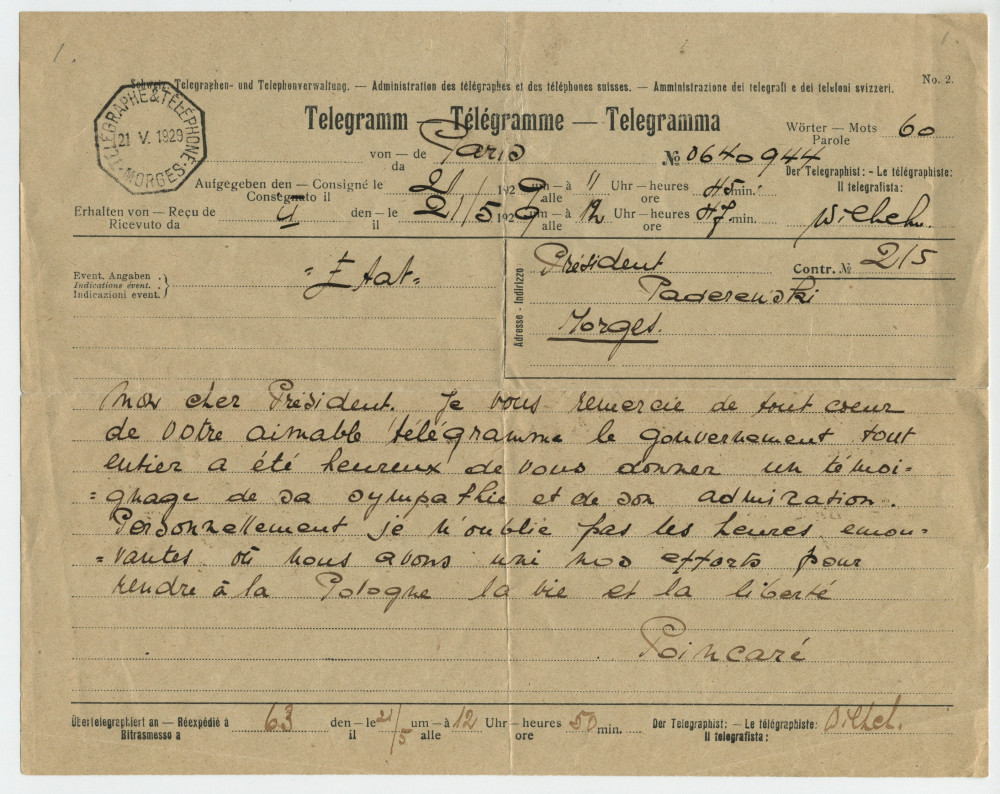 1.
1.
No. 2.
Schweiz. Telegraphen- und Telephonverwaltung. — Administration des télégraphes et des téléphones suisses. — Amministrazione dei telegrafi e dei telefoni svizzeri.
TÉLÉGRAPHE & TÉLÉPHONE
21 V. 1929
MORGES
Telegramm — Télégramme — Telegramma
Wörter — Mots 60
Parole
von — de Paris
da
№ 0640944
Der Telegraphist: — Le télégraphiste:
Il telegrafista:
Aufgegeben den — Consigné le 21/ 1929 um — à 11 Uhr — heures 45 min.
Consegnato il alle ore
Erhalten von — Reçu de den — le 21/5 1929 um — à 12 Uhr — heures 47 min. Wilhelm.
Ricevuto da il alle ore
Event. Angaben
Indications évent. :
Indicazioni event.
= Etat =
Adresse - Indirizzo
Président
Contr. № 215
Paderewski
Morges.
Mon cher Président. Je vous remercie de tout coeur
de votre aimable télégramme le gouvernement tout
entier a été heureux de vous donner un témoi=
=gnage de sa sympathie et de son admiration.
Personnellement je n'oublie pas les heures emou=
=vantes où nous avons uni nos efforts pour
rendre à la Pologne la vie et la liberté
Poincaré
Übertelegraphiert an — Réexpédié à 63 den — le 21/5 um — à 12 Uhr — heures 50 min. Der Telegraphist: — Le télégraphiste:
Ritrasmesso a il alle ore Il telegrafista: